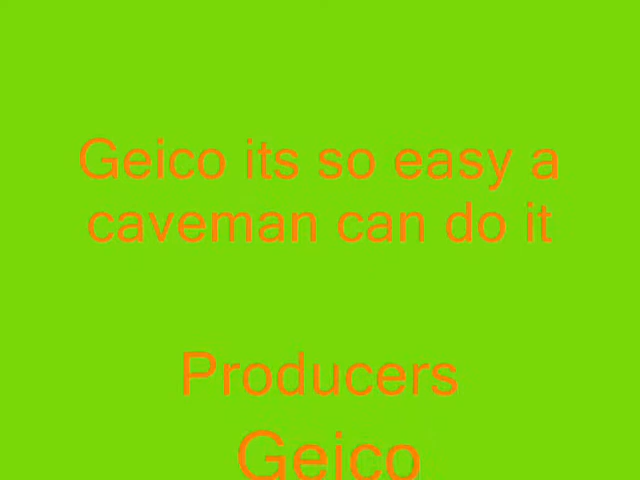 Geico its so easy a
caveman can do it
Producers
Geico